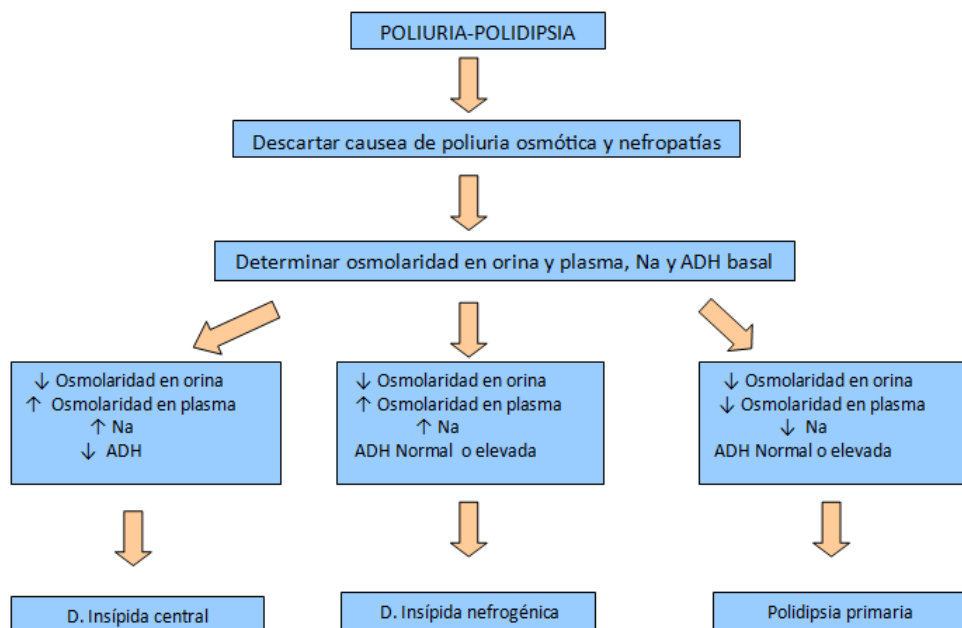 POLIURIA-POLIDIPSIA
Descartar causea de poliuria osmótica y nefropatías
Determinar osmolaridad en orina y plasma, Na y ADH basal
↓ Osmolaridad en orina
↑ Osmolaridad en plasma
↑ Na
↓ ADH
↓ Osmolaridad en orina
↑ Osmolaridad en plasma
↑ Na
ADH Normal o elevada
↓ Osmolaridad en orina
↓ Osmolaridad en plasma
↓ Na
ADH Normal o elevada
D. Insípida central
D. Insípida nefrogénica
Polidipsia primaria